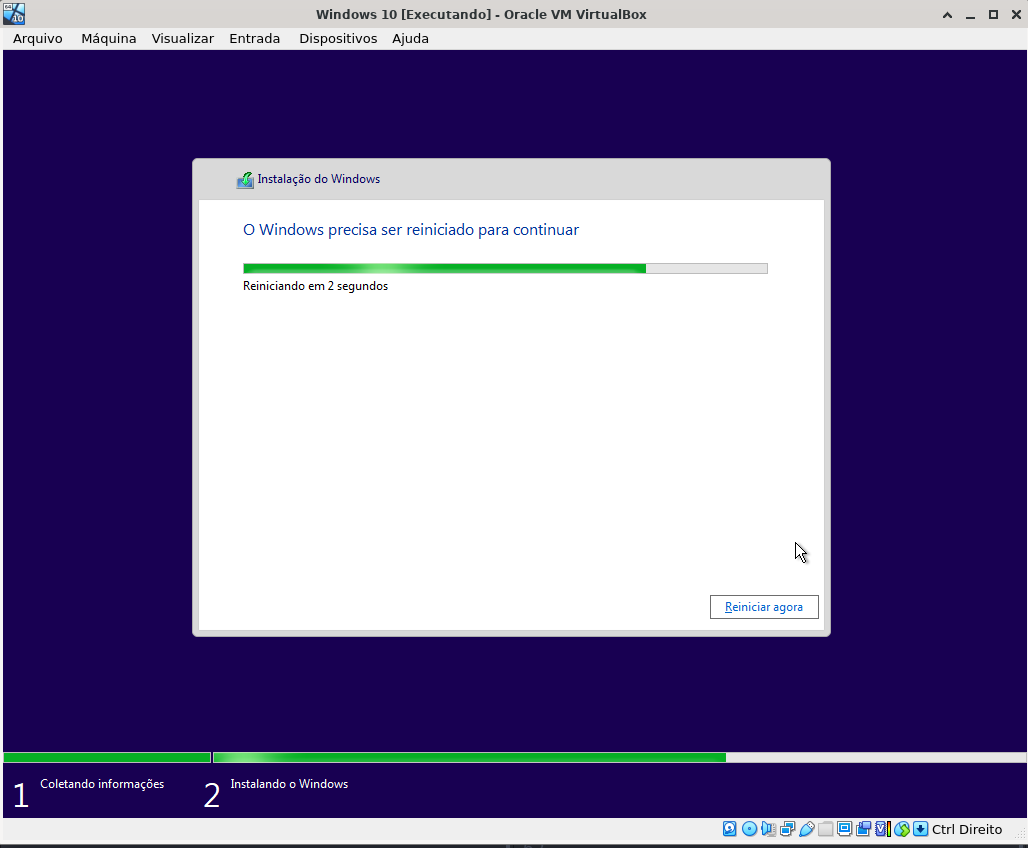 Windows 10 [Executando] - Oracle VM VirtualBox
Arquivo Máquina Visualizar Entrada Dispositivos Ajuda
Instalação do Windows
O Windows precisa ser reiniciado para continuar
Reiniciando em 2 segundos
Reiniciar agora
1 Coletando informações 2 Instalando o Windows
Ctrl Direito